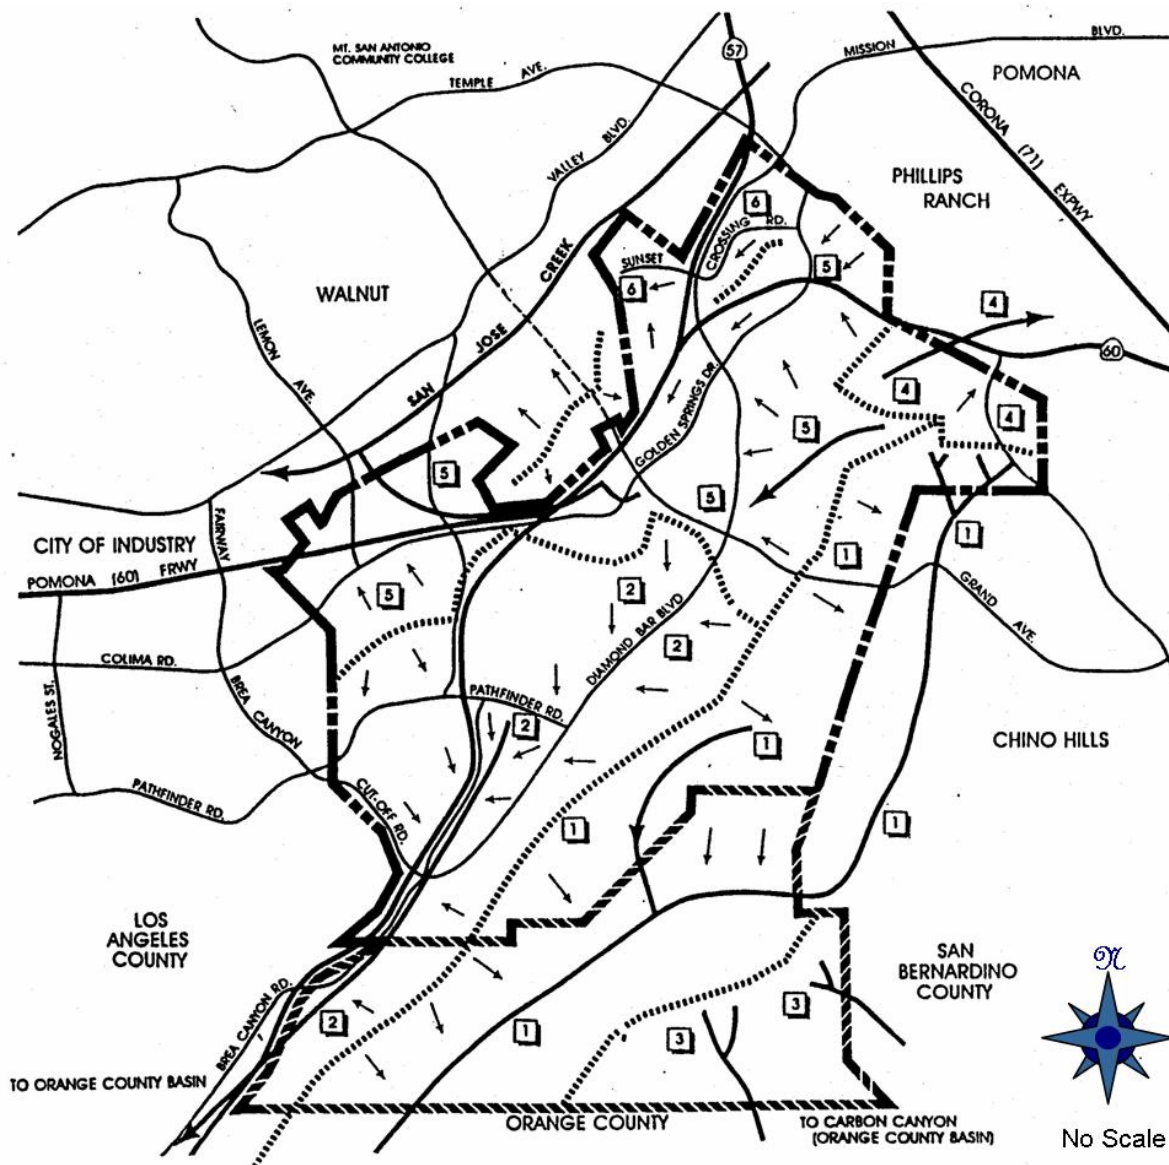 57
MISSION
BLVD.
MT. SAN ANTONIO
COMMUNITY COLLEGE
POMONA
TEMPLE AVE.
CORONA (71) EXPWY
VALLEY BLVD.
PHILLIPS
RANCH
6
CROSSING RD.
SUNSET
CREEK
5
WALNUT
6
4
JOSE
LEMON
AVE.
60
SAN
GOLDEN SPRINGS DR.
4
4
5
5
5
FAIRWAY
CITY OF INDUSTRY
1
1
POMONA (60) FRWY
GRAND AVE.
5
2
DIAMOND BAR BLVD
2
COLIMA RD.
NOGALES ST.
BREA CANYON
PATHFINDER RD.
2
1
CHINO HILLS
PATHFINDER RD.
CUT-OFF RD.
1
1
LOS
ANGELES
COUNTY
SAN
BERNARDINO
COUNTY
N
BREA CANYON RD.
2
1
3
3
TO ORANGE COUNTY BASIN
ORANGE COUNTY
TO CARBON CANYON
(ORANGE COUNTY BASIN)
No Scale